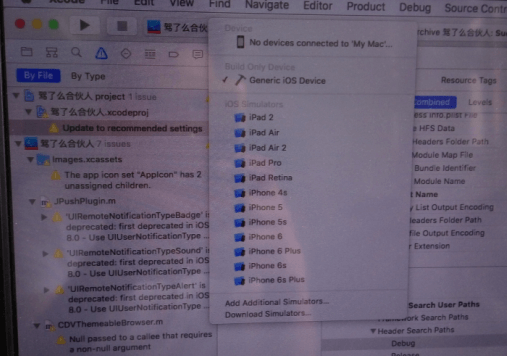 Xcode File Edit View Find Navigate Editor Product Debug Source Contr
驾了么合伙
rchive 驾了么合伙人: Su
Device
No devices connected to 'My Mac'...
Build Only Device
Generic iOS Device
iOS Simulators
iPad 2
iPad Air
iPad Air 2
iPad Pro
iPad Retina
iPhone 4s
iPhone 5
iPhone 5s
iPhone 6
iPhone 6 Plus
iPhone 6s
iPhone 6s Plus
Add Additional Simulators...
Download Simulators...
By File By Type
驾了么合伙人 project 1 issue
驾了么合伙人.xcodeproj
Update to recommended settings
驾了么合伙人 7 issues
Images.xcassets
The app icon set "AppIcon" has 2
unassigned children.
JPushPlugin.m
'UIRemoteNotificationTypeBadge' is
deprecated: first deprecated in iOS
8.0 - Use UIUserNotificationType ...
'UIRemoteNotificationTypeSound' is
deprecated: first deprecated in iOS
8.0 - Use UIUserNotificationType ...
'UIRemoteNotificationTypeAlert' is
deprecated: first deprecated in iOS
8.0 - Use UIUserNotificationType ...
CDVThemeableBrowser.m
Null passed to a callee that requires
a non-null argument
Resource Tags
ombined Levels
ess Info.plist File
HFS Data
Headers Folder Path
Module Map File
Bundle Identifier
Module Name
Name
y List Output Encoding
eaders Folder Path
File Output Encoding
r Extension
Search User Paths
Framework Search Paths
Header Search Paths
Debug